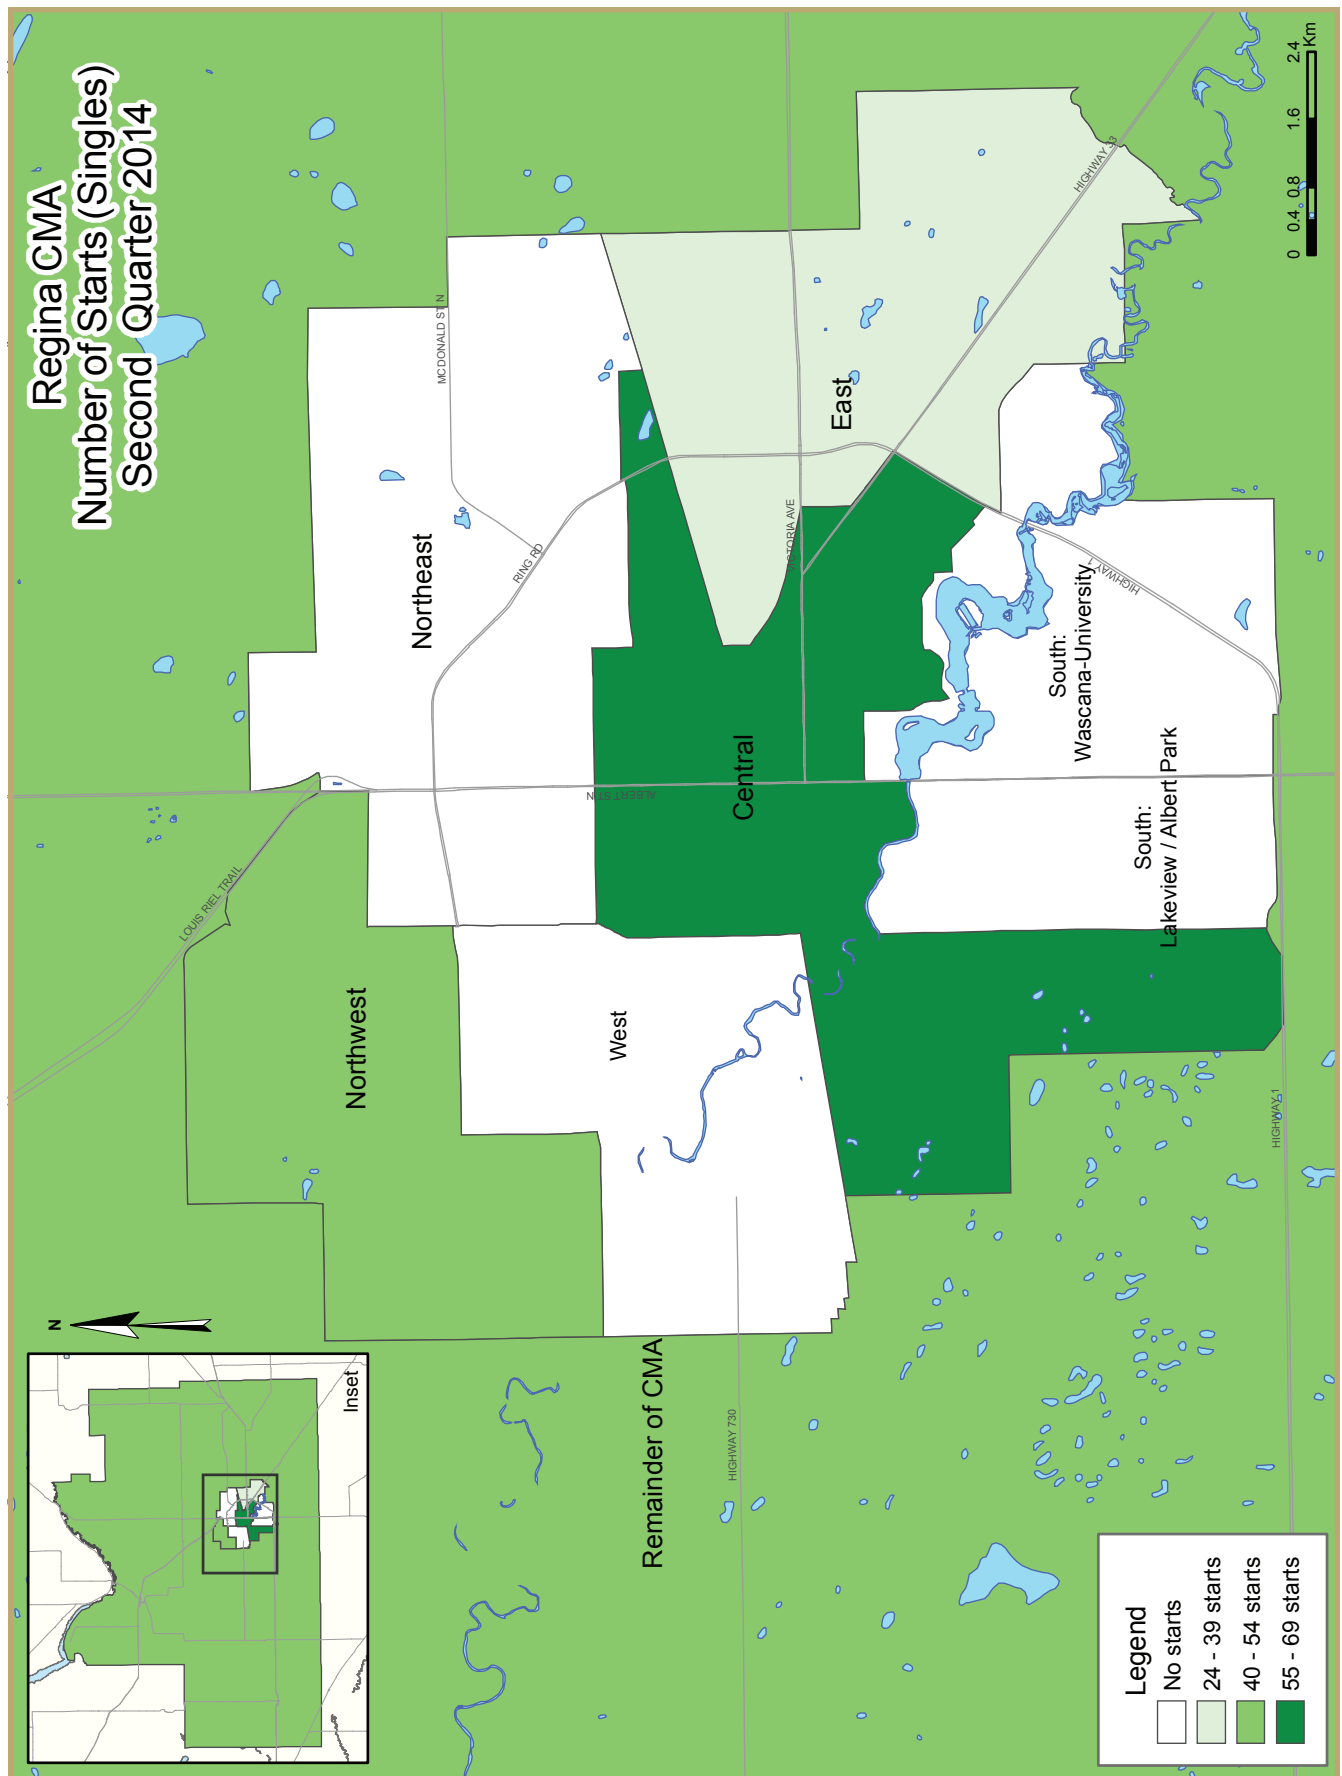 Regina CMA
Number of Starts (Singles)
Second Quarter 2014
N
Inset
LOUIS RIEL TRAIL
MCDONALD ST N
RING RD
Northeast
Northwest
West
ALBERT ST N
Central
VICTORIA AVE
East
HIGHWAY 33
South:
Wascana-University
HIGHWAY 1
South:
Lakeview / Albert Park
Remainder of CMA
HIGHWAY 730
HIGHWAY 1
Legend
No starts
24 - 39 starts
40 - 54 starts
55 - 69 starts
0 0.4 0.8 1.6 2.4
Km